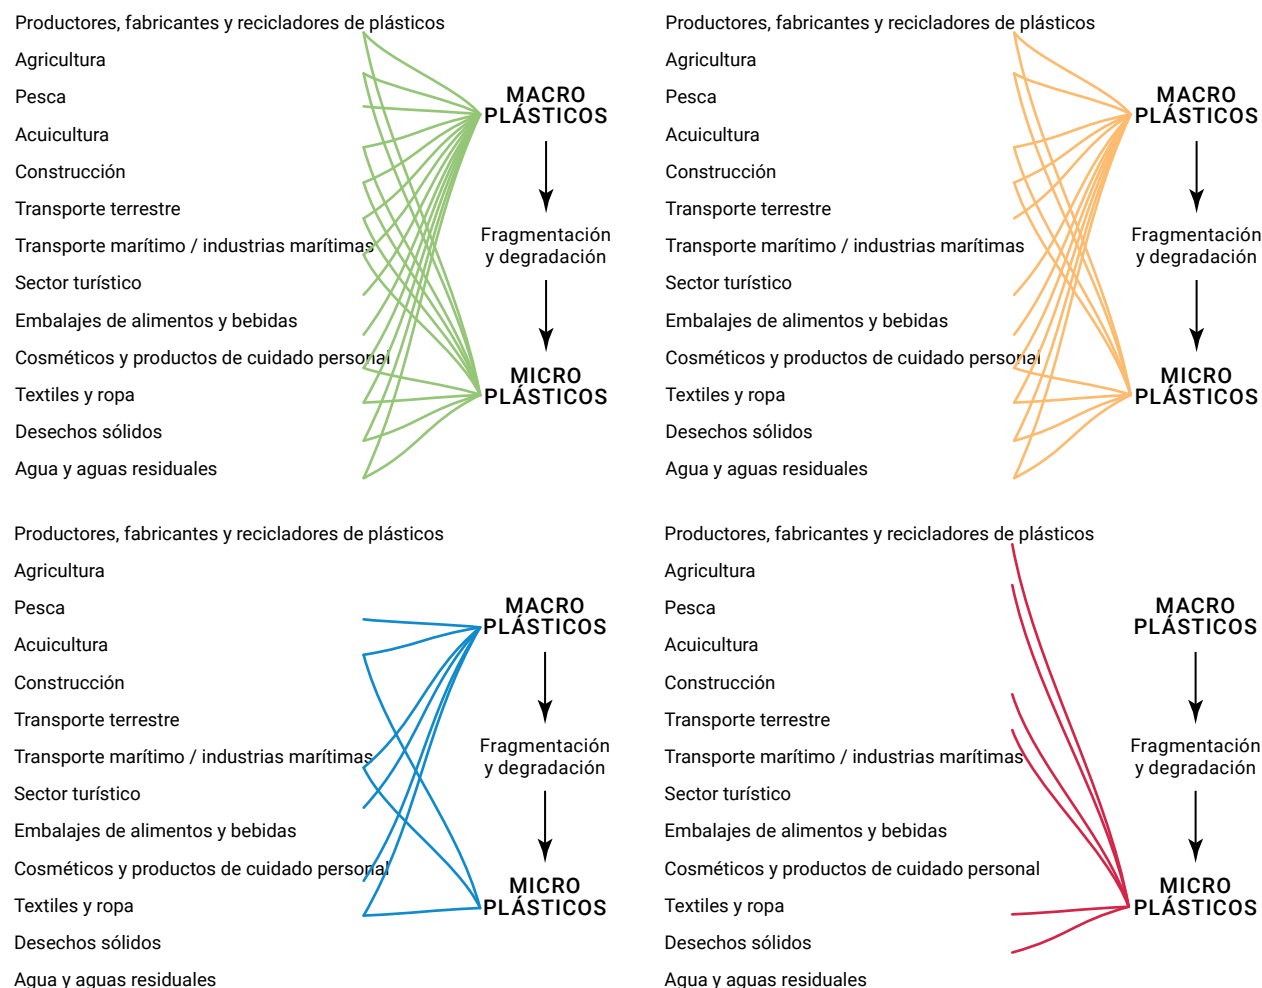 Productores, fabricantes y recicladores de plásticos
Agricultura
Pesca
Acuicultura
Construcción
Transporte terrestre
Transporte marítimo / industrias marítimas
Sector turístico
Embalajes de alimentos y bebidas
Cosméticos y productos de cuidado personal
Textiles y ropa
Desechos sólidos
Agua y aguas residuales
MACRO
PLÁSTICOS
Fragmentación
y degradación
MICRO
PLÁSTICOS
Productores, fabricantes y recicladores de plásticos
Agricultura
Pesca
Acuicultura
Construcción
Transporte terrestre
Transporte marítimo / industrias marítimas
Sector turístico
Embalajes de alimentos y bebidas
Cosméticos y productos de cuidado personal
Textiles y ropa
Desechos sólidos
Agua y aguas residuales
MACRO
PLÁSTICOS
Fragmentación
y degradación
MICRO
PLÁSTICOS
Productores, fabricantes y recicladores de plásticos
Agricultura
Pesca
Acuicultura
Construcción
Transporte terrestre
Transporte marítimo / industrias marítimas
Sector turístico
Embalajes de alimentos y bebidas
Cosméticos y productos de cuidado personal
Textiles y ropa
Desechos sólidos
Agua y aguas residuales
MACRO
PLÁSTICOS
Fragmentación
y degradación
MICRO
PLÁSTICOS
Productores, fabricantes y recicladores de plásticos
Agricultura
Pesca
Acuicultura
Construcción
Transporte terrestre
Transporte marítimo / industrias marítimas
Sector turístico
Embalajes de alimentos y bebidas
Cosméticos y productos de cuidado personal
Textiles y ropa
Desechos sólidos
Agua y aguas residuales
MACRO
PLÁSTICOS
Fragmentación
y degradación
MICRO
PLÁSTICOS